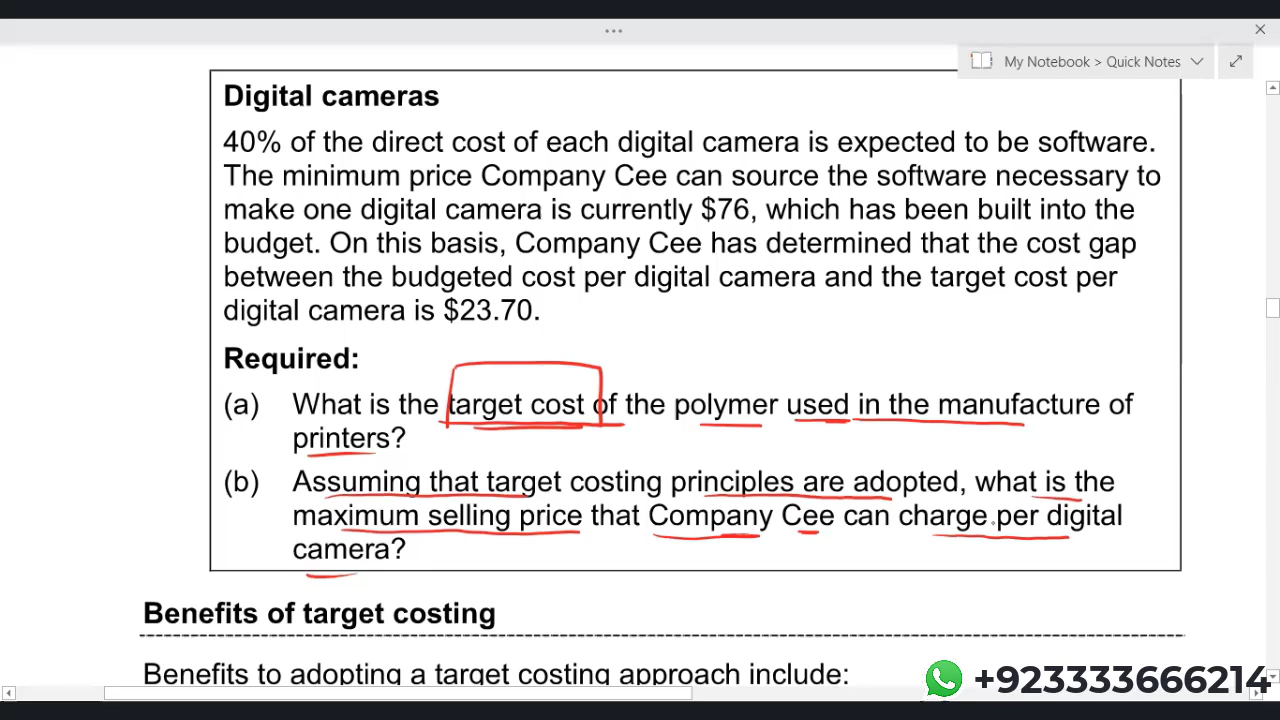 My Notebook > Quick Notes
Digital cameras
40% of the direct cost of each digital camera is expected to be software.
The minimum price Company Cee can source the software necessary to
make one digital camera is currently $76, which has been built into the
budget. On this basis, Company Cee has determined that the cost gap
between the budgeted cost per digital camera and the target cost per
digital camera is $23.70.
Required:
(a) What is the target cost of the polymer used in the manufacture of
printers?
(b) Assuming that target costing principles are adopted, what is the
maximum selling price that Company Cee can charge per digital
camera?
Benefits of target costing
Benefits to adopting a target costing approach include:
+923333666214